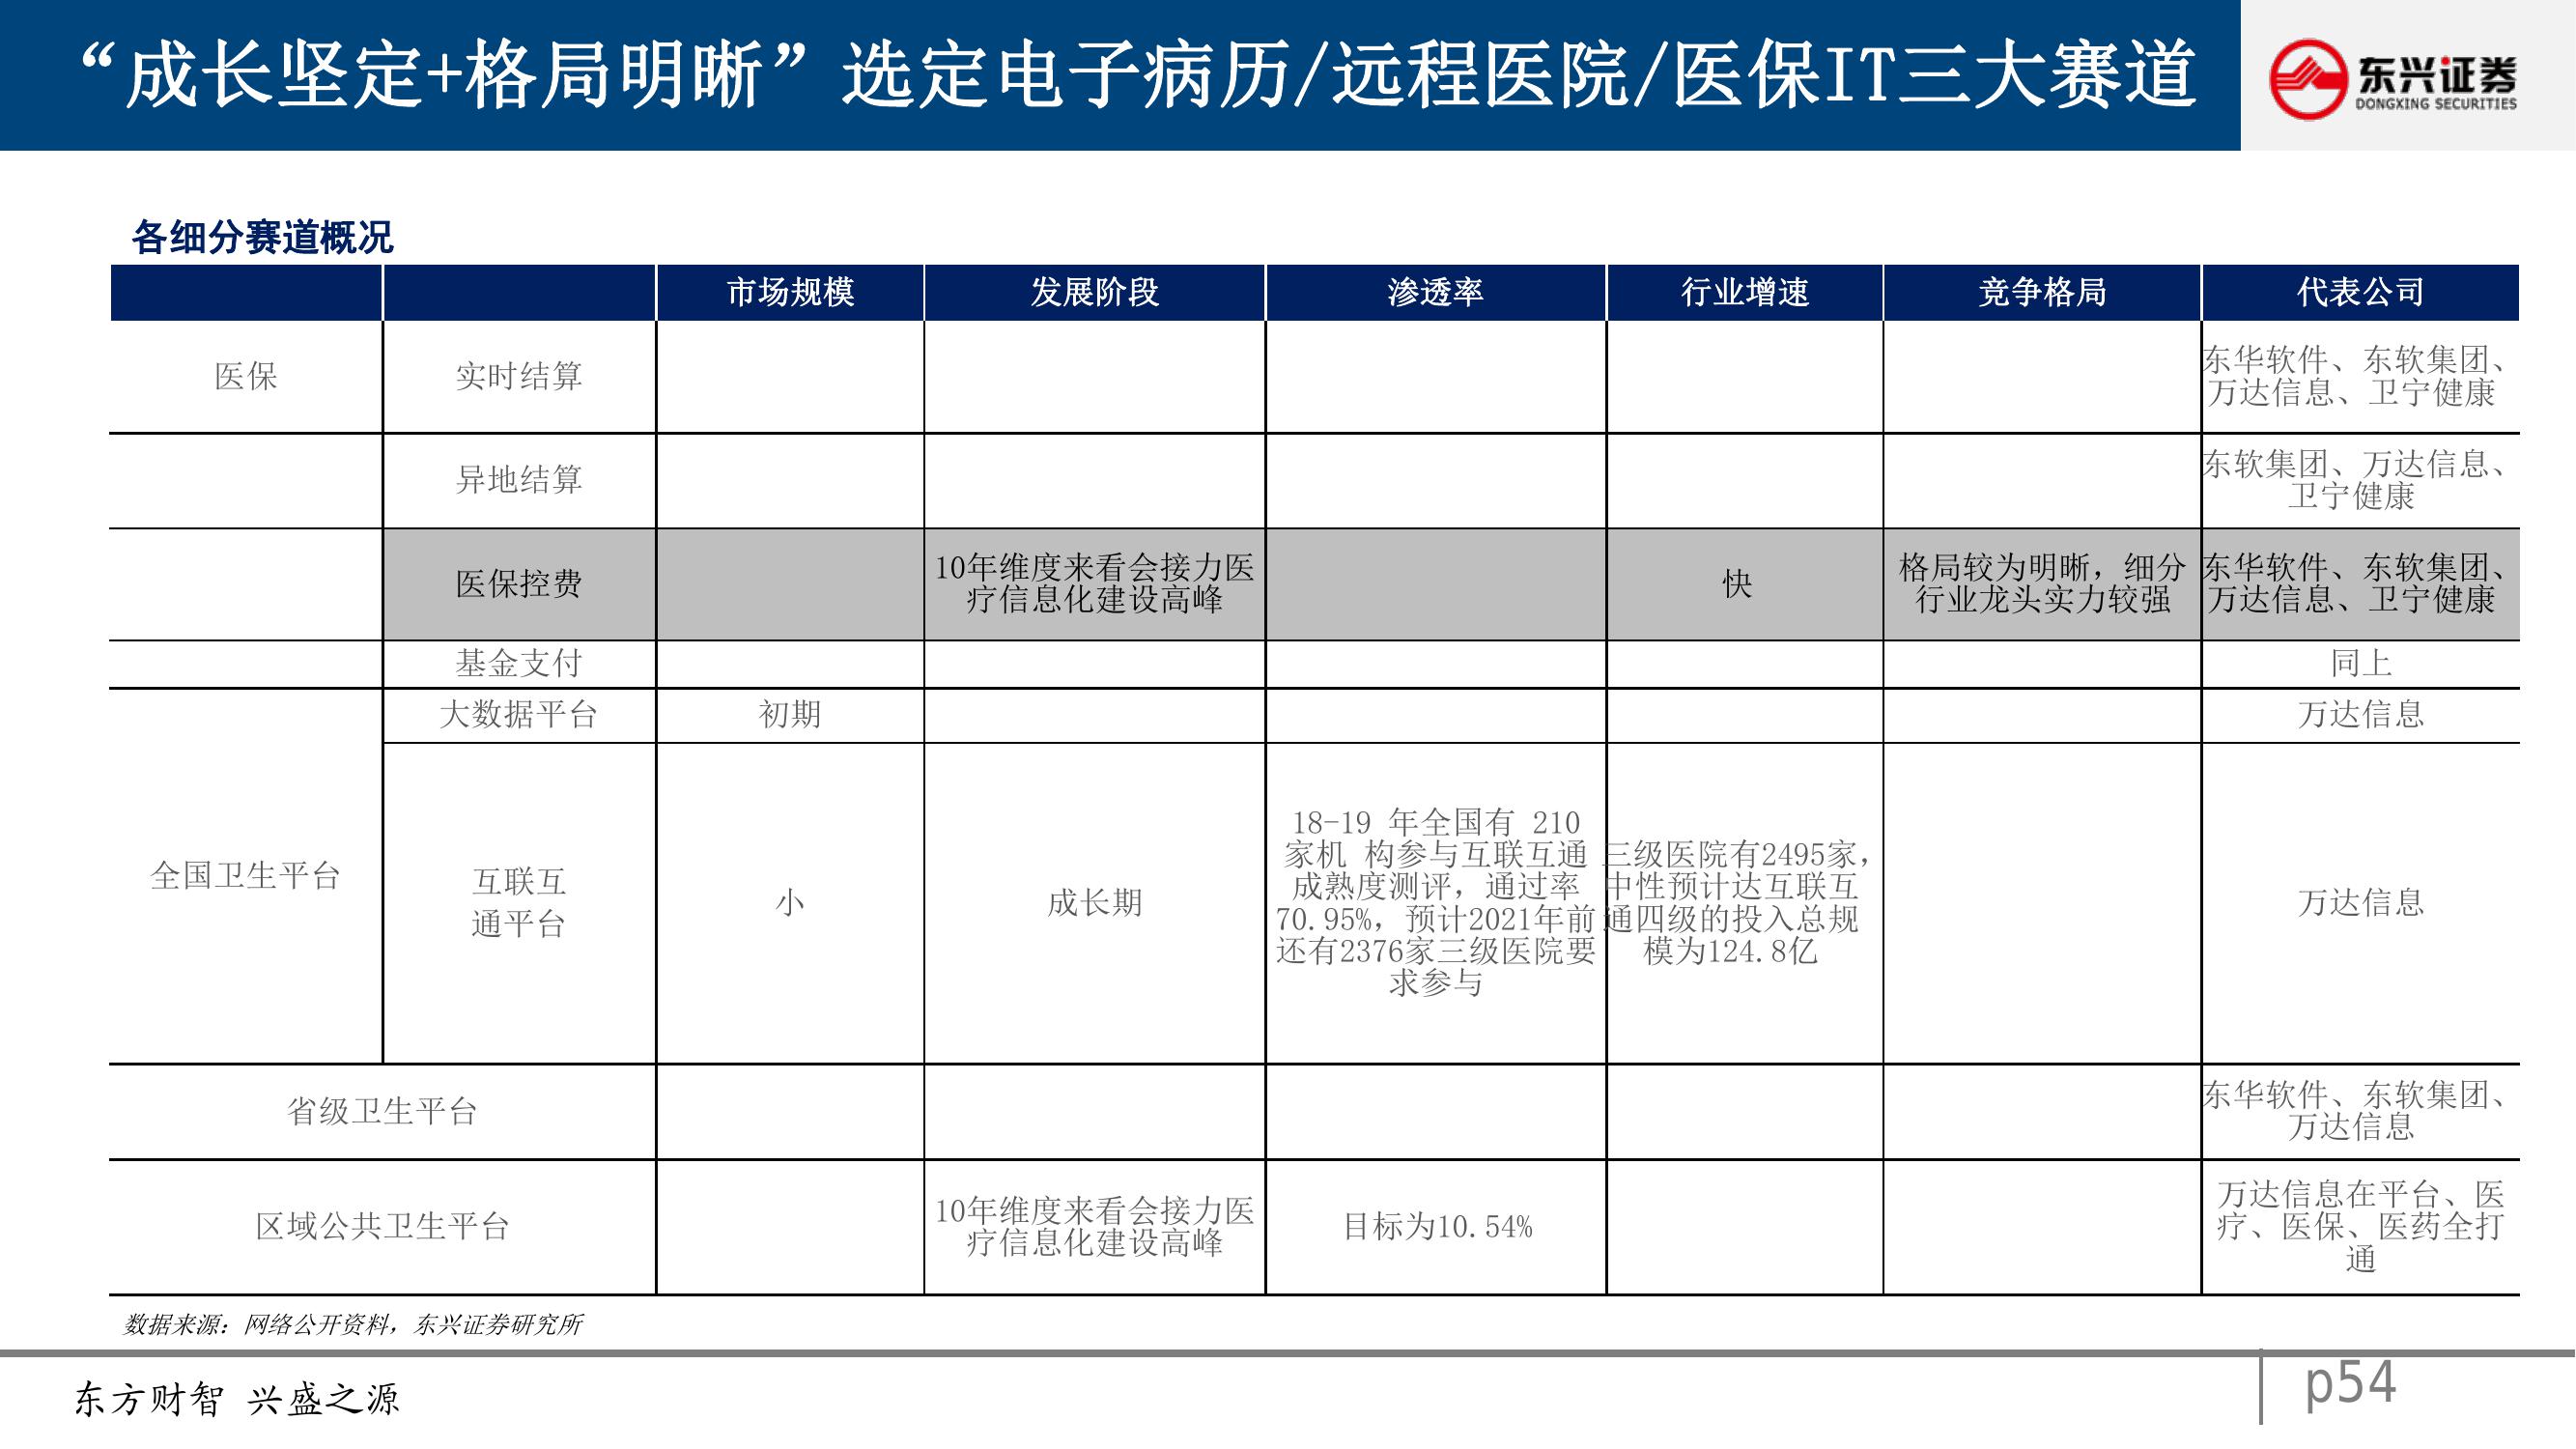 “成长坚定+格局明晰”选定电子病历/远程医院/医保IT三大赛道
东兴证券
DONGXING SECURITIES
各细分赛道概况
市场规模 发展阶段 渗透率 行业增速 竞争格局 代表公司
医保 实时结算 东华软件、东软集团、
万达信息、卫宁健康
异地结算 东软集团、万达信息、
卫宁健康
医保控费 10年维度来看会接力医
疗信息化建设高峰 快 格局较为明晰，细分
行业龙头实力较强 东华软件、东软集团、
万达信息、卫宁健康
基金支付 同上
大数据平台 初期 万达信息
全国卫生平台
互联互
通平台
小
成长期
18-19 年全国有 210
家机 构参与互联互通
成熟度测评，通过率
70.95%，预计2021年前
还有2376家三级医院要
求参与
三级医院有2495家，
中性预计达互联互
通四级的投入总规
模为124.8亿
万达信息
省级卫生平台 东华软件、东软集团、
万达信息
区域公共卫生平台 10年维度来看会接力医
疗信息化建设高峰 目标为10.54% 万达信息在平台、医
疗、医保、医药全打
通
数据来源：网络公开资料，东兴证券研究所
东方财智 兴盛之源
p54